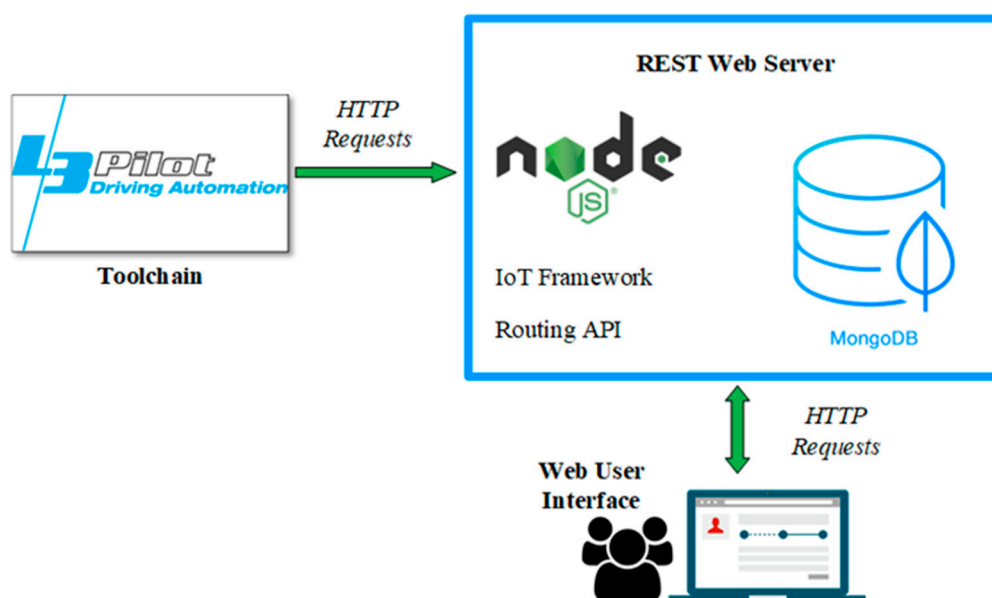 REST Web Server
HTTP
Requests
L3Pilot
Driving Automation
node
JS
®
Toolchain
IoT Framework
Routing API
MongoDB
HTTP
Requests
Web User
Interface